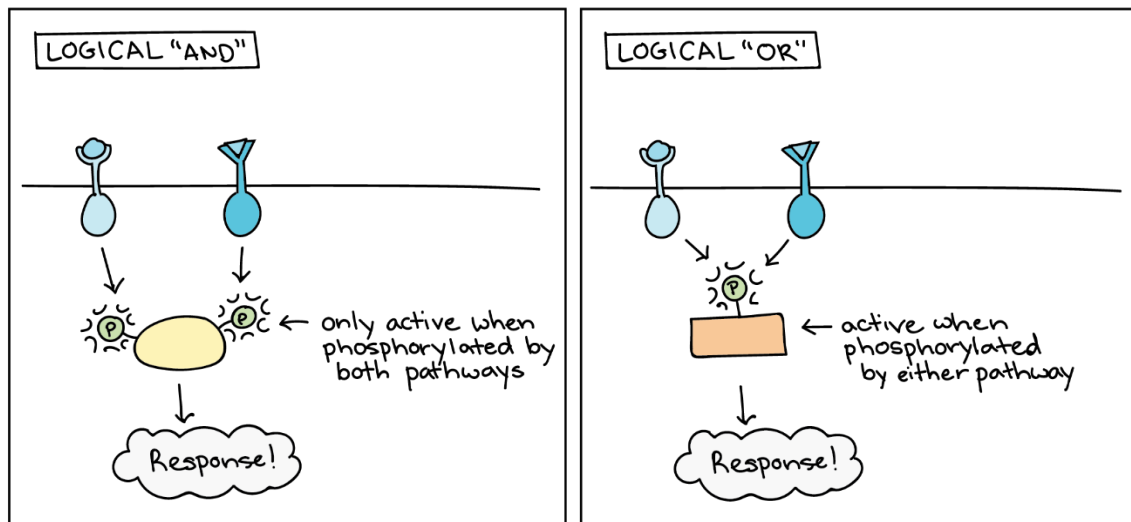 LOGICAL "AND"
P
P
only active when
phosphorylated by
both pathways
Response!
LOGICAL "OR"
P
active when
phosphorylated
by either pathway
Response!